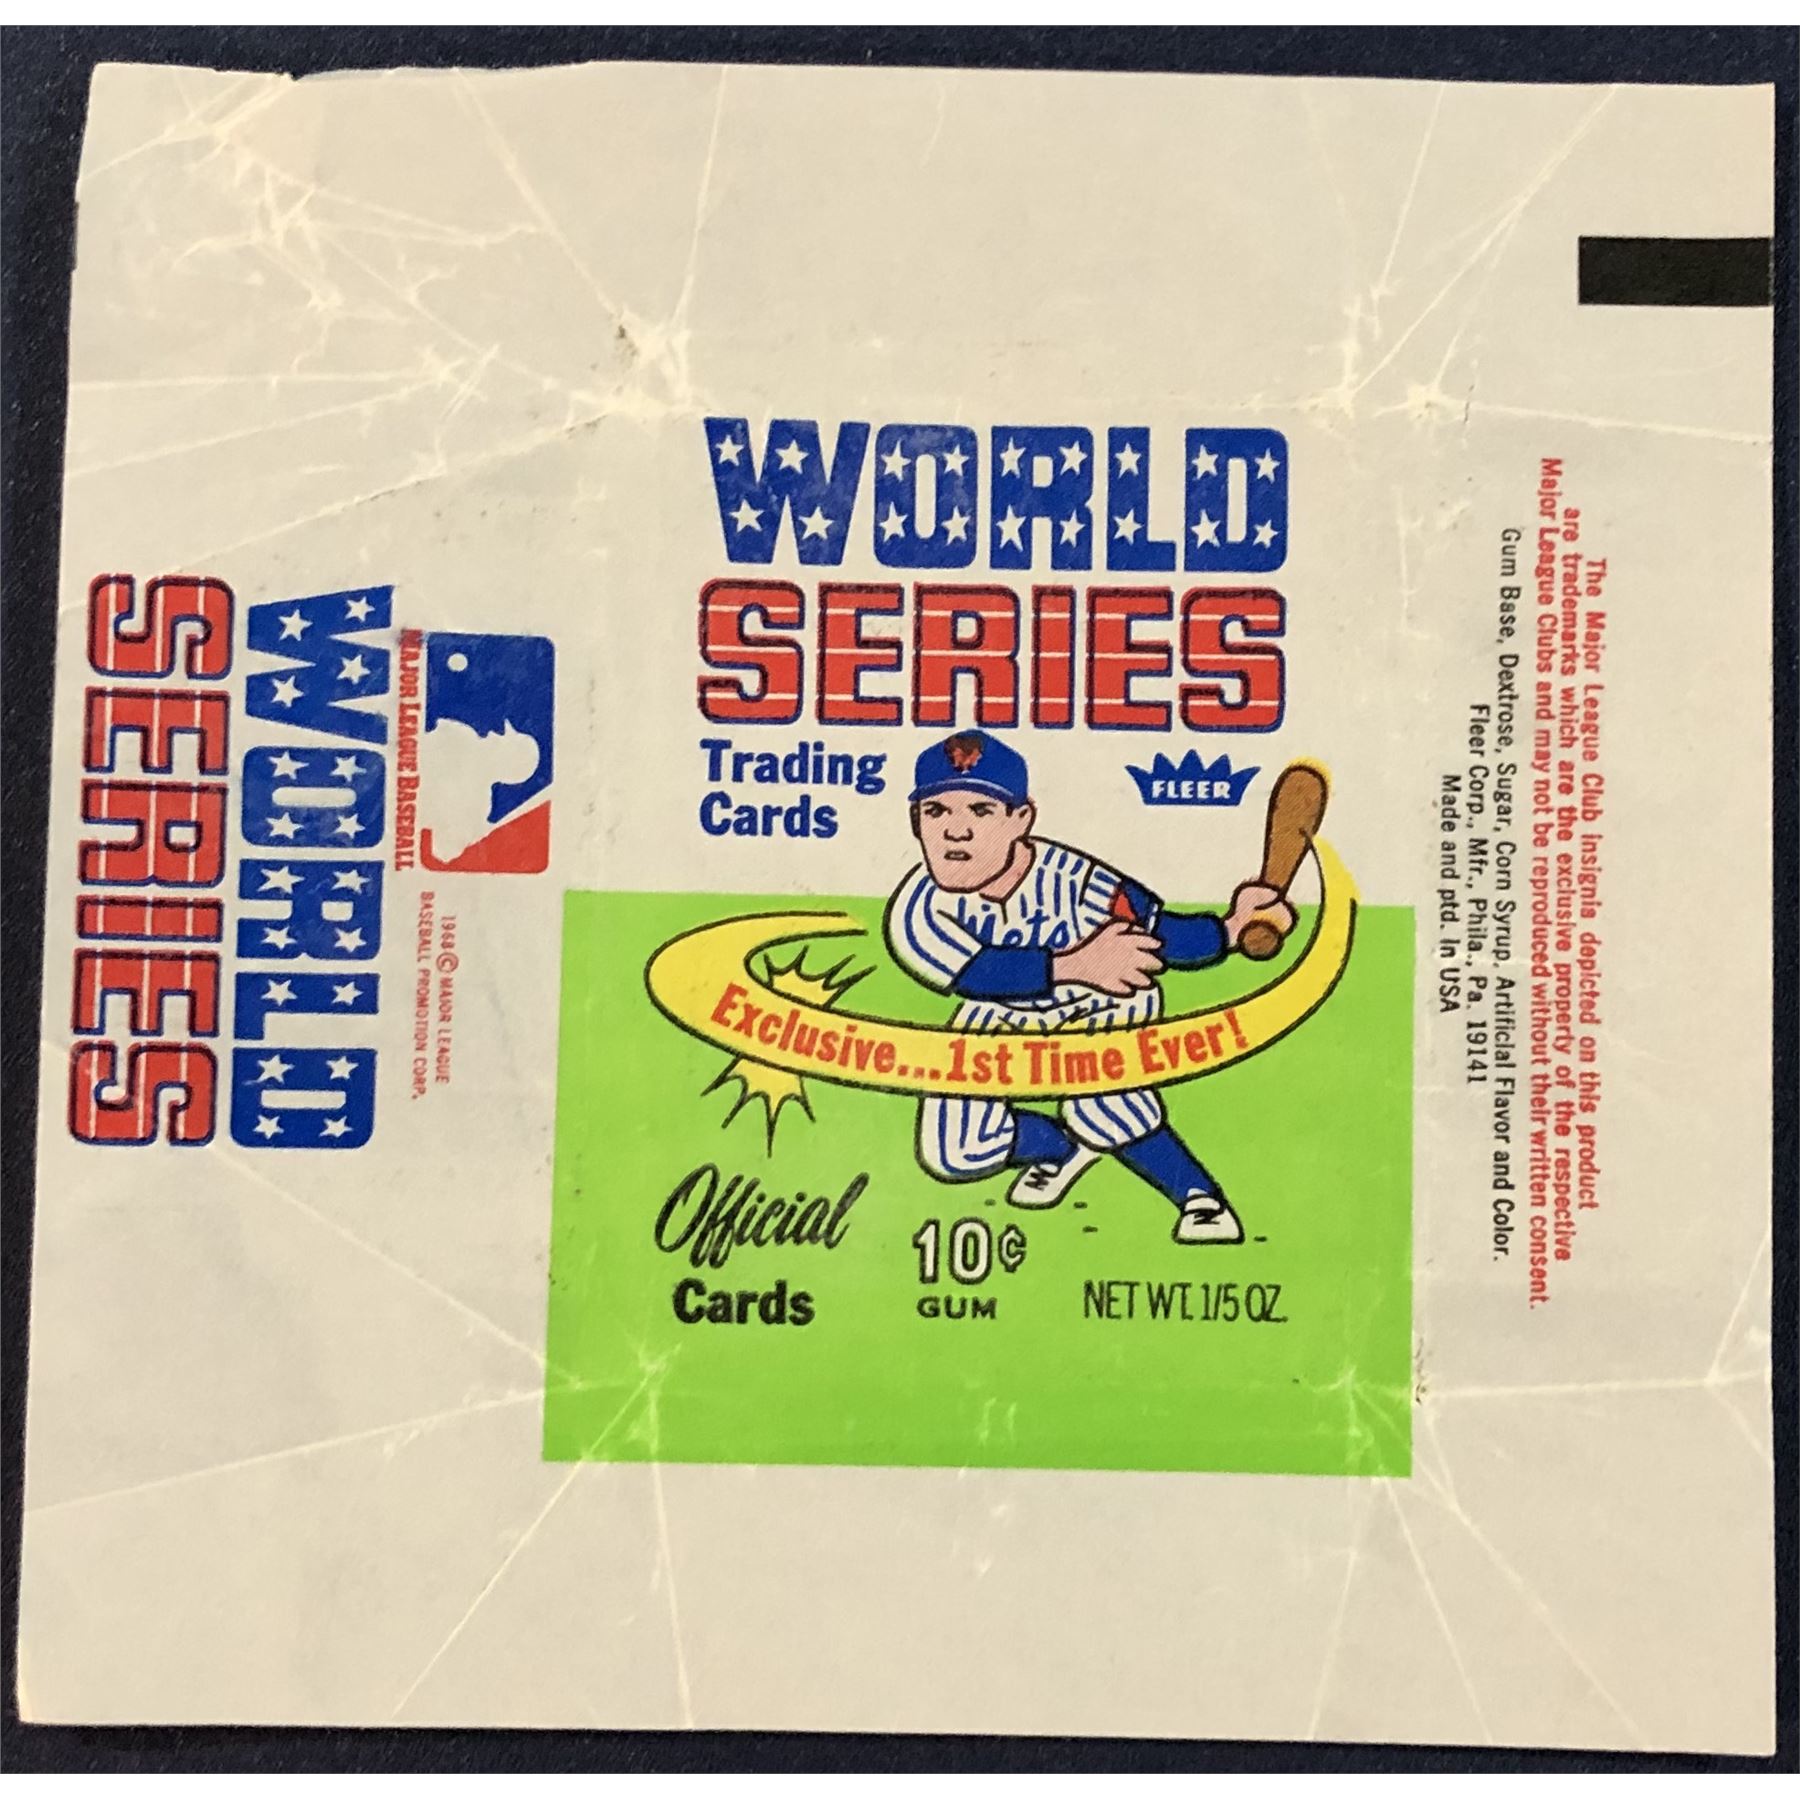 WORLD
SERIES
Trading
Cards
FLEER
Mets
Exclusive...1st Time Ever!
Official
Cards
10¢
GUM
NET WT. 1/5 OZ.
WORLD
SERIES
MAJOR LEAGUE BASEBALL
1968 © MAJOR LEAGUE
BASEBALL PROMOTION CORP.
The Major League Club insignia depicted on this product
are trademarks which are the exclusive property of the respective
Major League Clubs and may not be reproduced without their written consent.
Gum Base, Dextrose, Sugar, Corn Syrup, Artificial Flavor and Color.
Fleer Corp., Mfr., Phila., Pa. 19141
Made and ptd. In USA